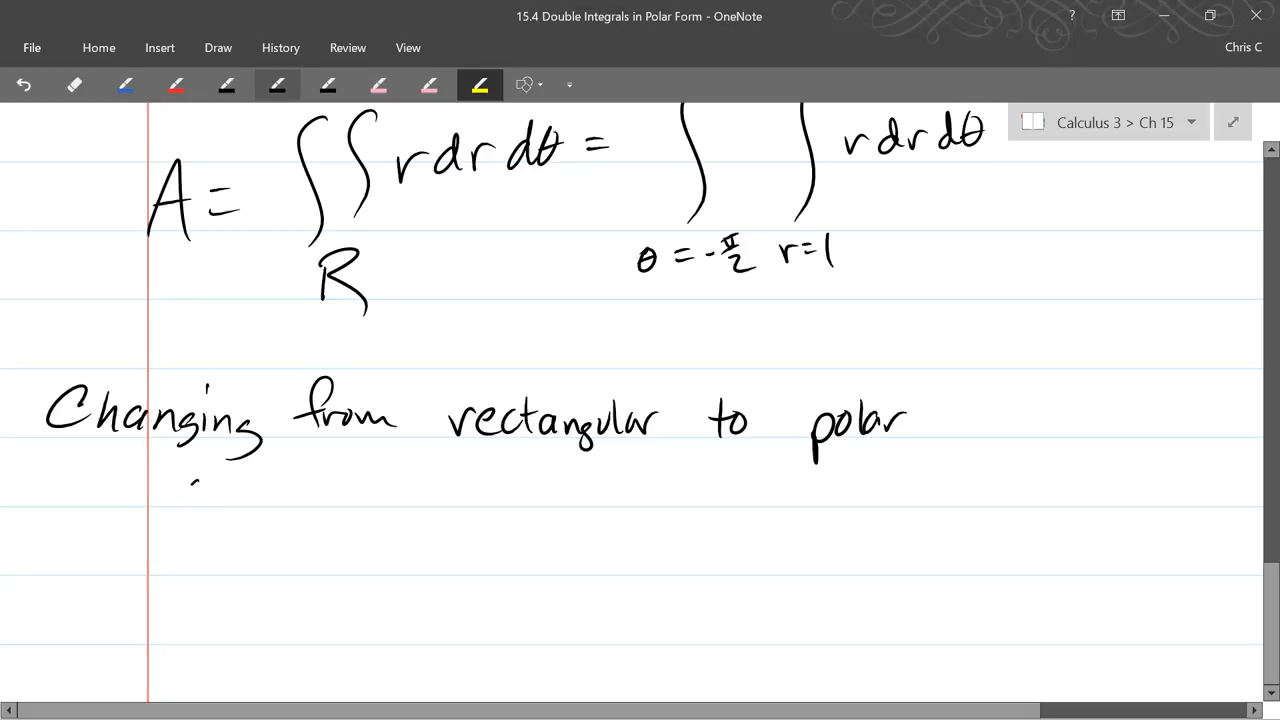 15.4 Double Integrals in Polar Form - OneNote
?
File Home Insert Draw History Review View
Chris C
Calculus 3 > Ch 15
A = ∬ r dr dθ = ∫ ∫ r dr dθ
R θ = -π/2 r=1
Changing from rectangular to polar